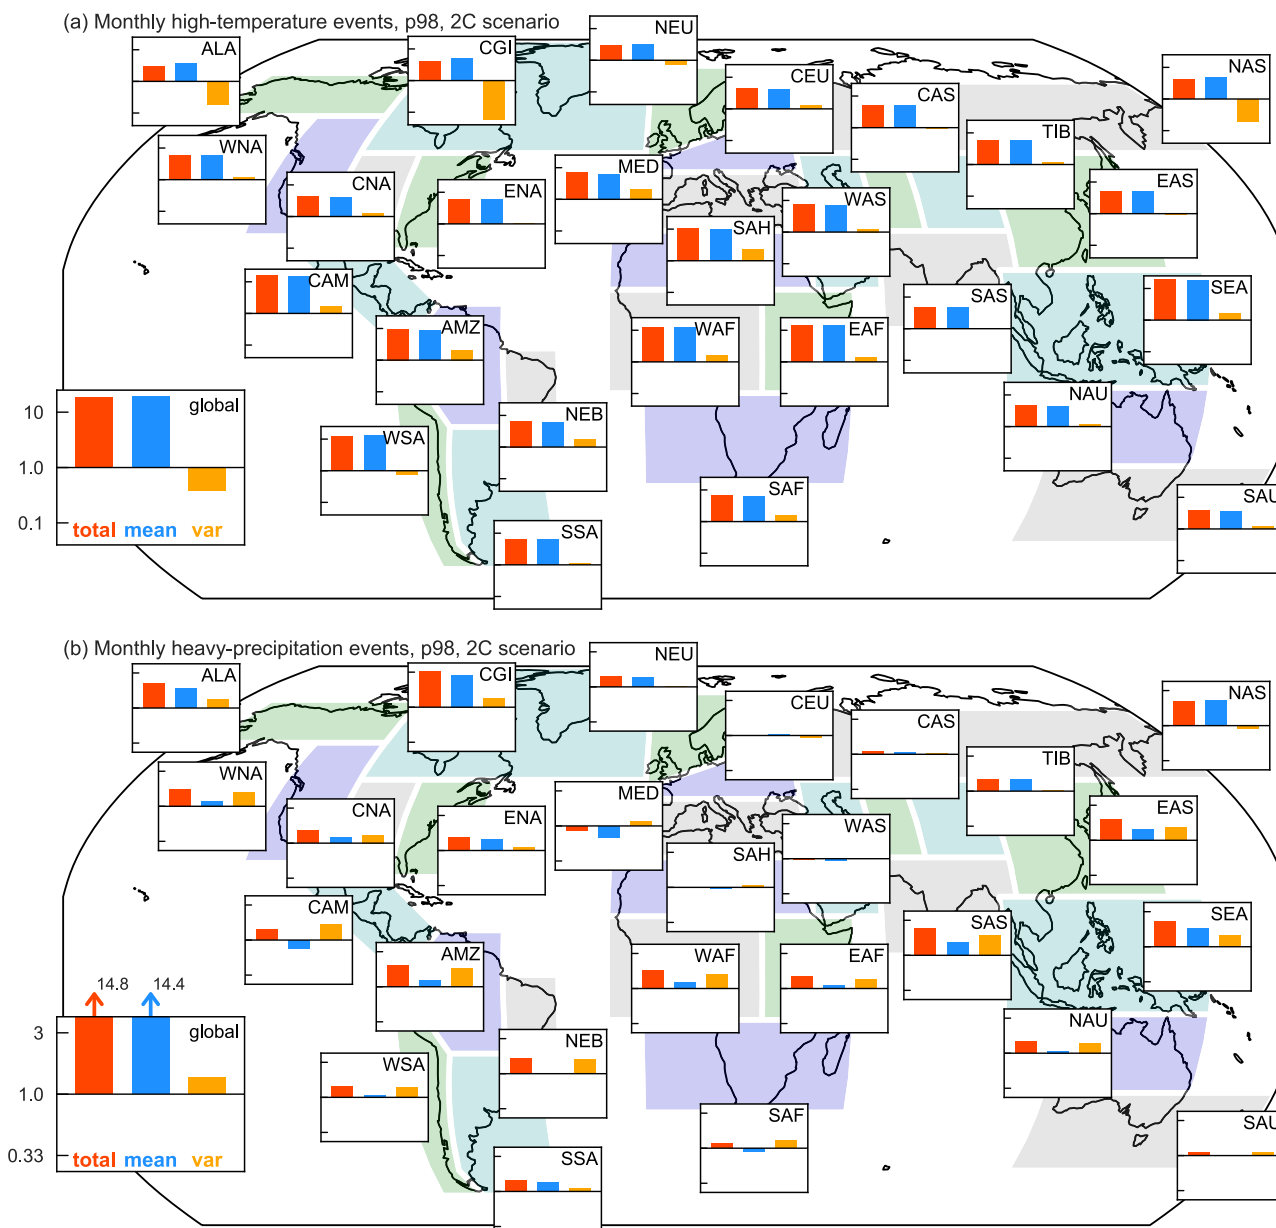 (a) Monthly high-temperature events, p98, 2C scenario
ALA
CGI
NEU
CEU
CAS
NAS
WNA
CNA
ENA
MED
TIB
EAS
WAS
SAH
CAM
AMZ
WAF
EAF
SAS
SEA
NAU
10
global
1.0
0.1
total mean var
WSA
NEB
SAF
SSA
SAU
(b) Monthly heavy-precipitation events, p98, 2C scenario
ALA
CGI
NEU
CEU
CAS
NAS
WNA
CNA
ENA
MED
TIB
EAS
WAS
SAH
CAM
AMZ
WAF
EAF
SAS
SEA
NAU
14.8
14.4
3
global
1.0
0.33
total mean var
WSA
NEB
SAF
SSA
SAU